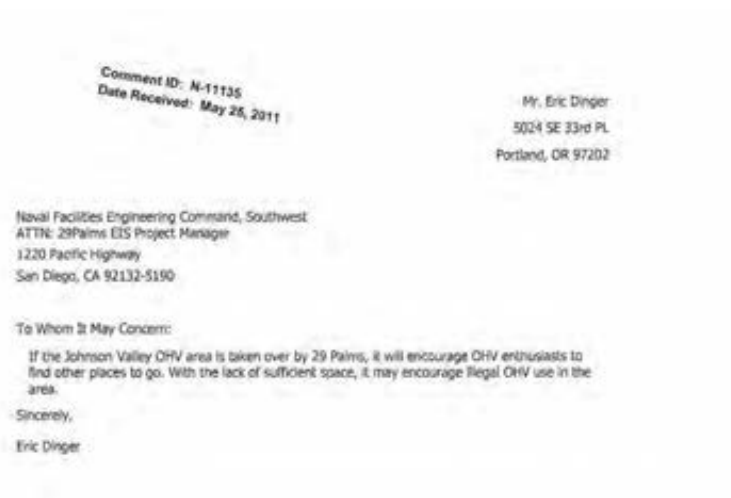 Comment ID: N-11135
Date Received: May 25, 2011
Mr. Eric Dinger
5024 SE 33rd PL
Portland, OR 97202
Naval Facilities Engineering Command, Southwest
ATTN: 29Palms EIS Project Manager
1220 Pacific Highway
San Diego, CA 92132-5190
To Whom It May Concern:
If the Johnson Valley OHV area is taken over by 29 Palms, it will encourage OHV enthusiasts to
find other places to go. With the lack of sufficient space, it may encourage illegal OHV use in the
area.
Sincerely,
Eric Dinger